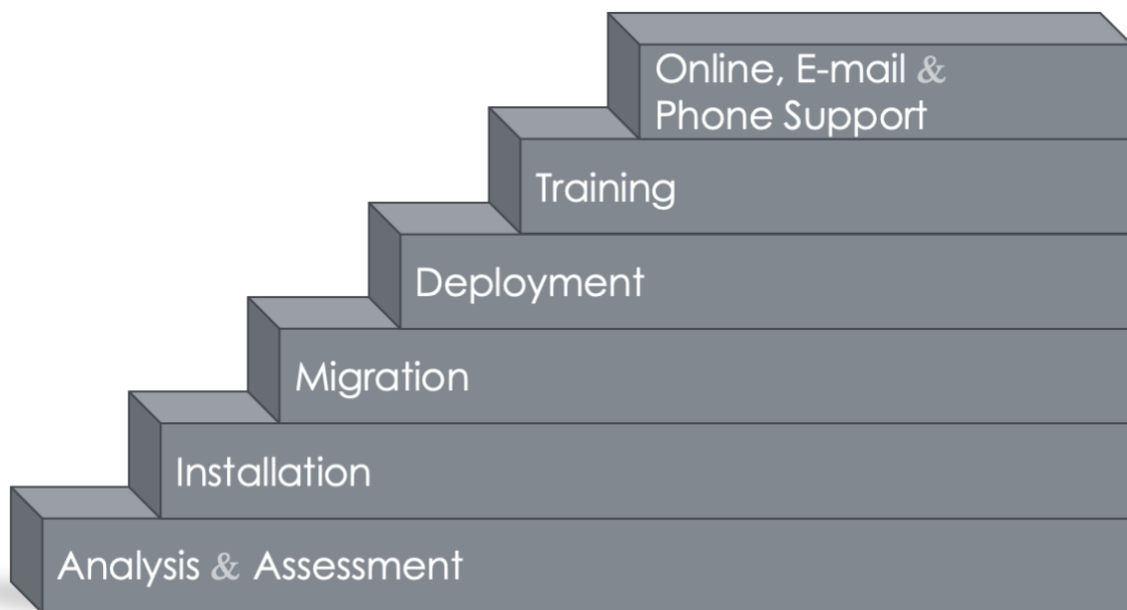 Online, E-mail &
Phone Support
Training
Deployment
Migration
Installation
Analysis & Assessment